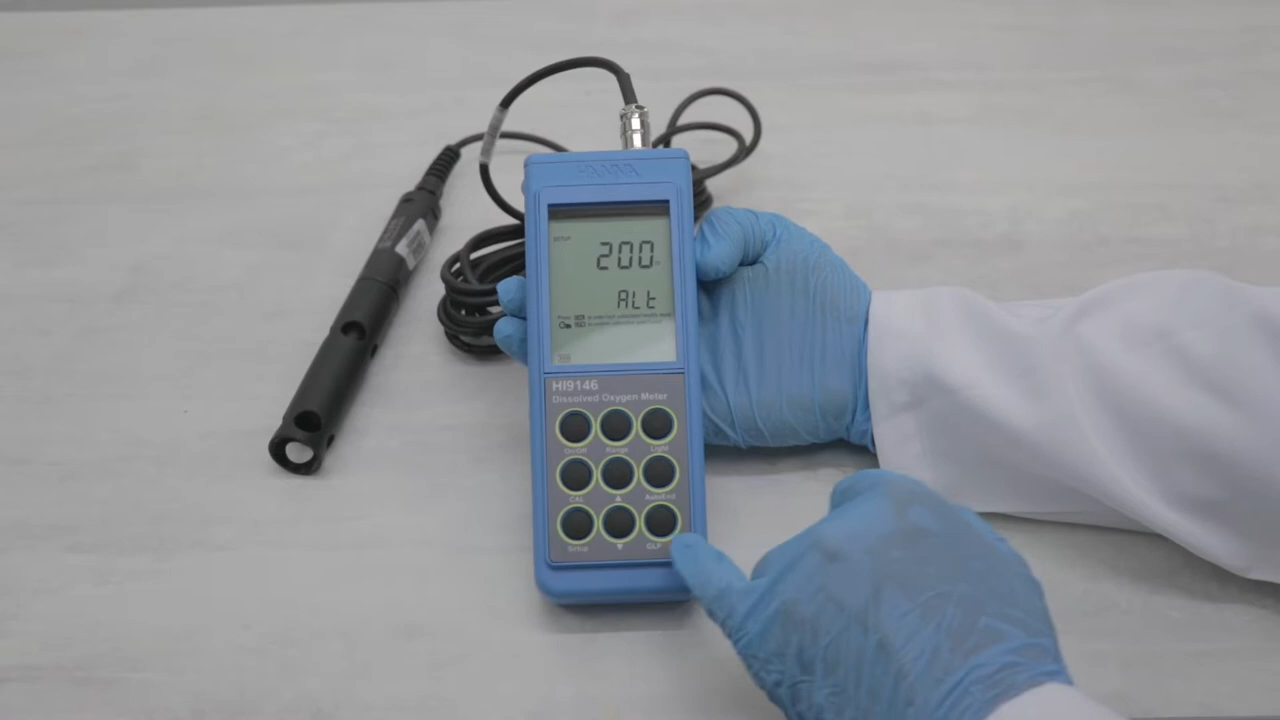 HANNA
SETUP
200
m
ALt
HI9146
Dissolved Oxygen Meter
On/Off Range Light
CAL ▲ AutoEnd
Setup ▼ GLP